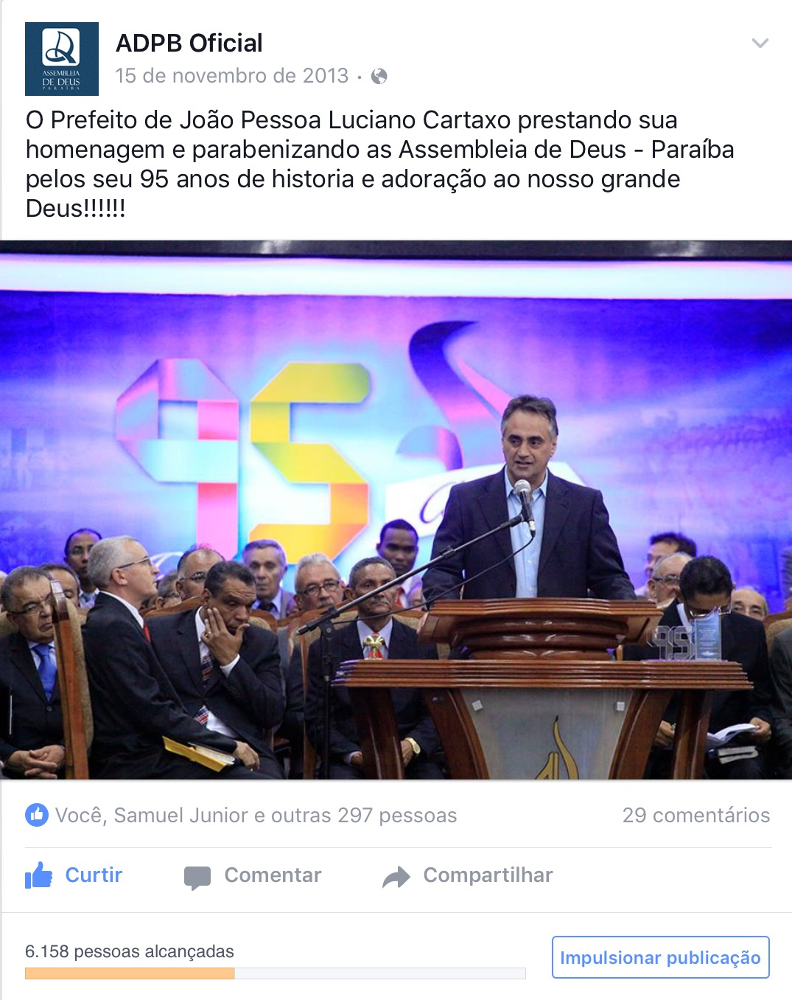 ASSEMBLEIA
DE DEUS
PARAÍBA
ADPB Oficial
15 de novembro de 2013 ·
O Prefeito de João Pessoa Luciano Cartaxo prestando sua
homenagem e parabenizando as Assembleia de Deus - Paraíba
pelos seu 95 anos de historia e adoração ao nosso grande
Deus!!!!!!
95
95
Você, Samuel Junior e outras 297 pessoas
29 comentários
Curtir
Comentar
Compartilhar
6.158 pessoas alcançadas
Impulsionar publicação